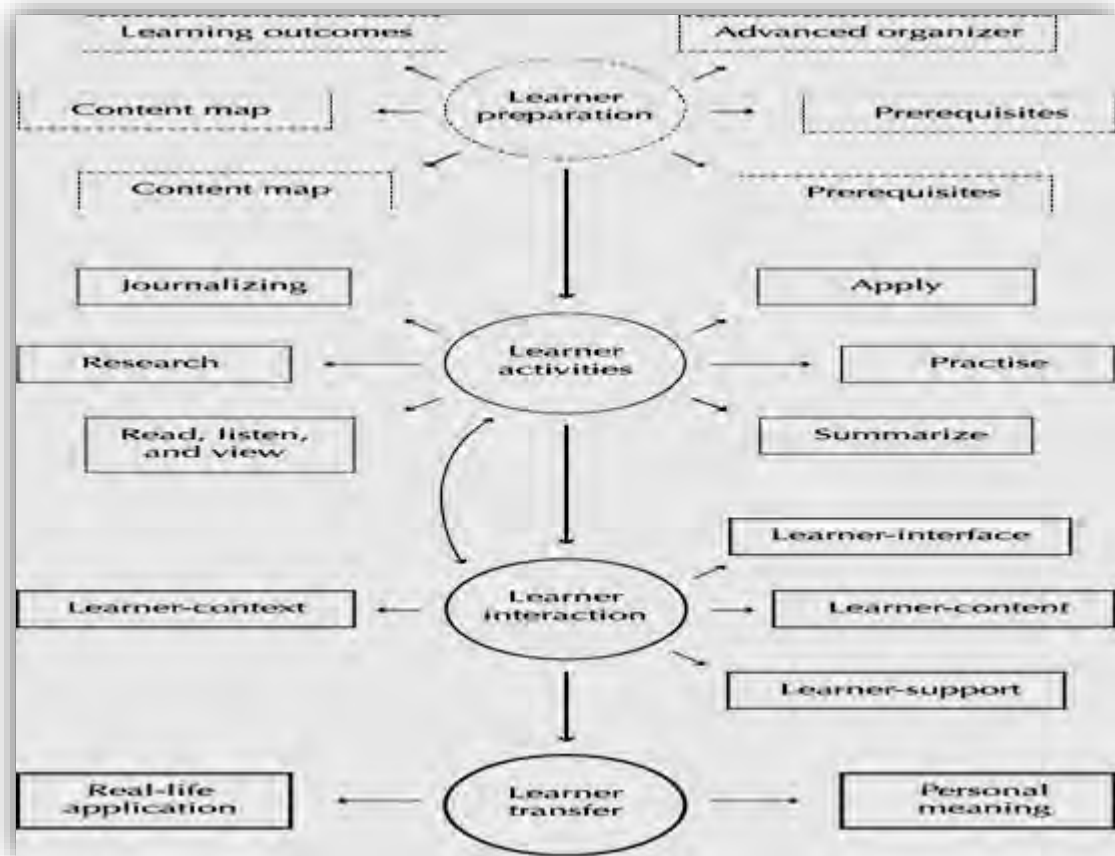 Learning outcomes
Advanced organizer
Learner
preparation
Content map
Prerequisites
Content map
Prerequisites
Journalizing
Apply
Learner
activities
Research
Practise
Read, listen,
and view
Summarize
Learner-interface
Learner
interaction
Learner-context
Learner-content
Learner-support
Real-life
application
Learner
transfer
Personal
meaning